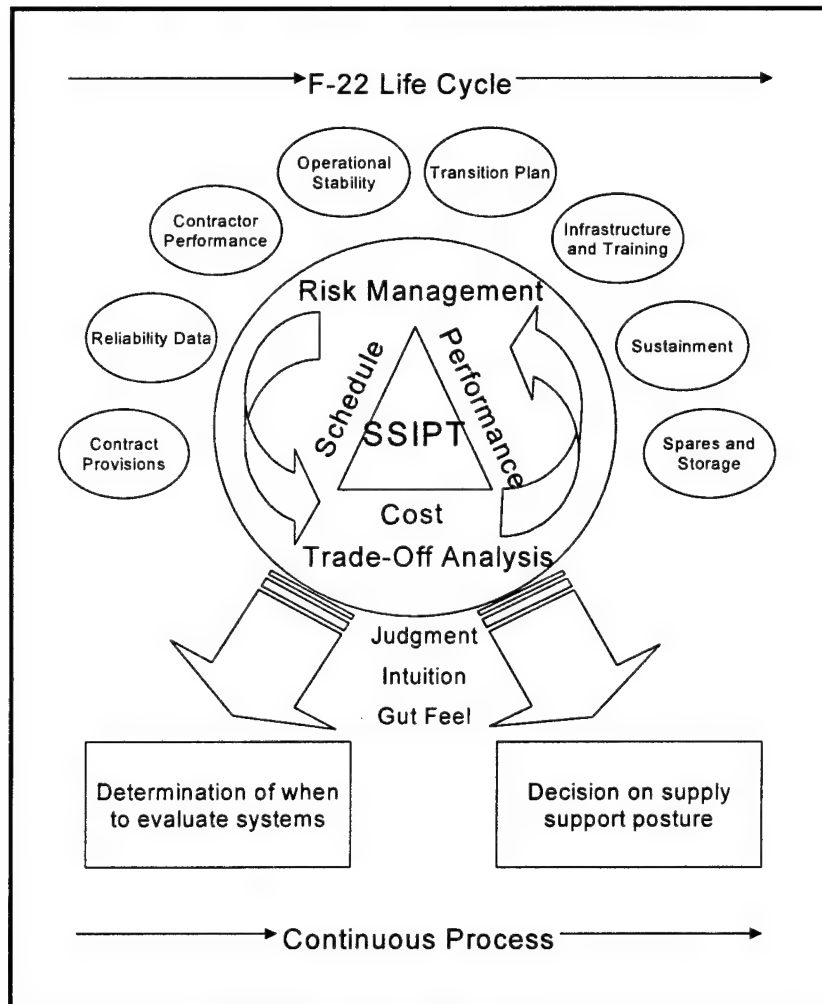 F-22 Life Cycle
Operational
Stability
Transition Plan
Contractor
Performance
Infrastructure
and Training
Risk Management
Reliability Data
Schedule
Performance
Sustainment
SSIPT
Contract
Provisions
Spares and
Storage
Cost
Trade-Off Analysis
Judgment
Intuition
Gut Feel
Determination of when
to evaluate systems
Decision on supply
support posture
Continuous Process